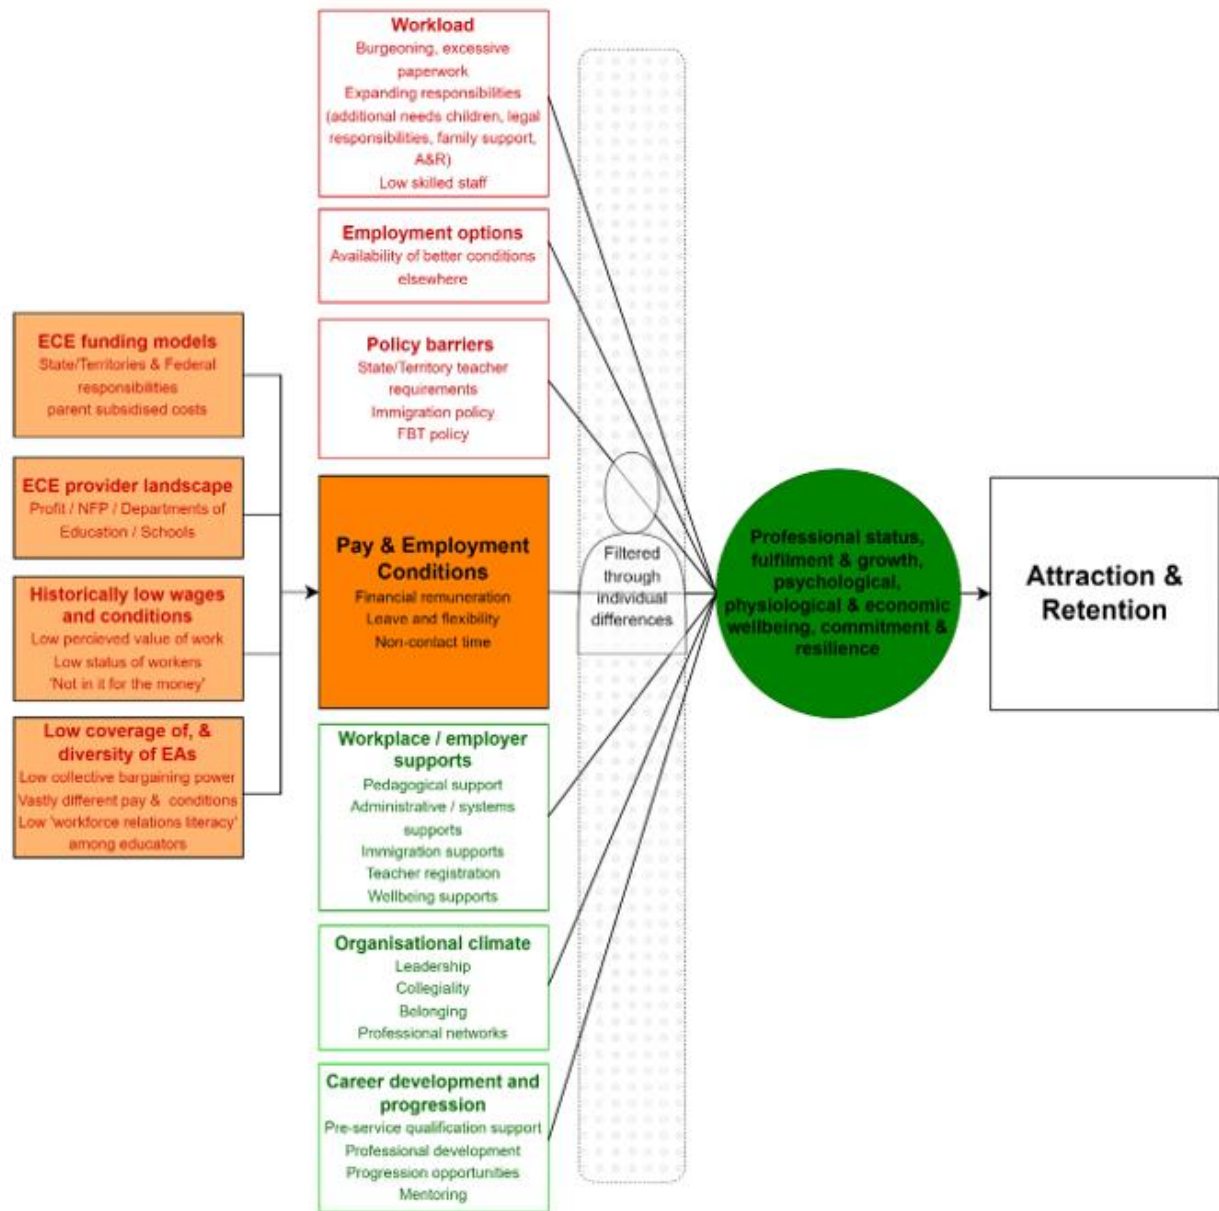 Workload
Burgeoning, excessive
paperwork
Expanding responsibilities
(additional needs children, legal
responsibilities, family support,
A&R)
Low skilled staff
Employment options
Availability of better conditions
elsewhere
Policy barriers
State/Territory teacher
requirements
Immigration policy
FBT policy
ECE funding models
State/Territories & Federal
responsibilities
parent subsidised costs
ECE provider landscape
Profit / NFP / Departments of
Education / Schools
Historically low wages
and conditions
Low percieved value of work
Low status of workers
'Not in it for the money'
Low coverage of, &
diversity of EAs
Low collective bargaining power
Vastly different pay & conditions
Low 'workforce relations literacy'
among educators
Pay & Employment
Conditions
Financial remuneration
Leave and flexibility
Non-contact time
Filtered
through
individual
differences
Professional status,
fulfilment & growth,
psychological,
physiological & economic
wellbeing, commitment &
resilience
Attraction &
Retention
Workplace / employer
supports
Pedagogical support
Administrative / systems
supports
Immigration supports
Teacher registration
Wellbeing supports
Organisational climate
Leadership
Collegiality
Belonging
Professional networks
Career development and
progression
Pre-service qualification support
Professional development
Progression opportunities
Mentoring